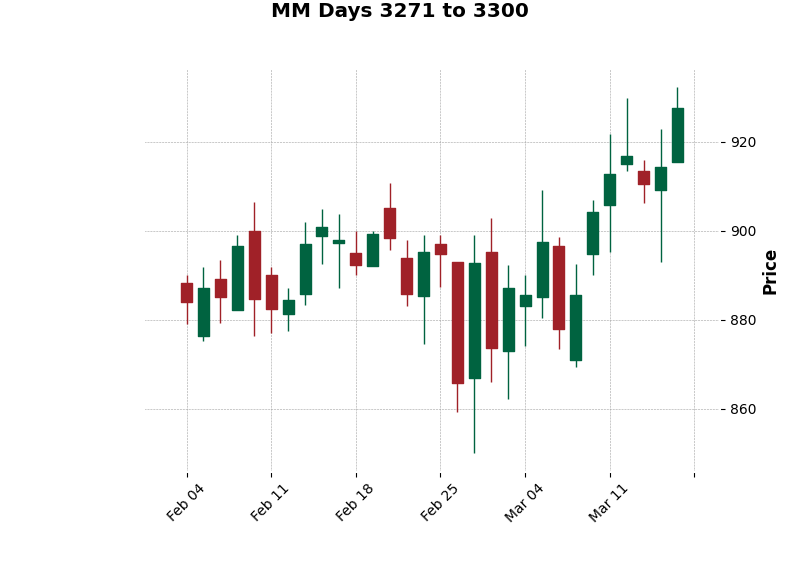 MM Days 3271 to 3300
920
900
880
860
Price
Feb 04
Feb 11
Feb 18
Feb 25
Mar 04
Mar 11